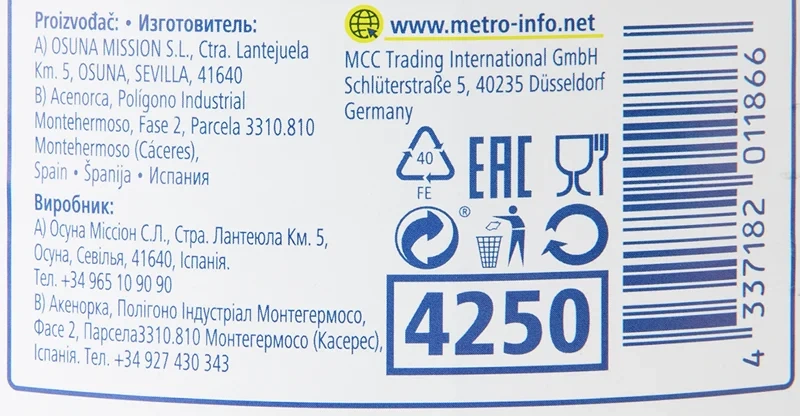 Proizvođač: • Изготовитель:
A) OSUNA MISSION S.L., Ctra. Lantejuela
Km. 5, OSUNA, SEVILLA, 41640
B) Acenorca, Polígono Industrial
Montehermoso, Fase 2, Parcela 3310.810
Montehermoso (Cáceres),
Spain • Španija • Испания
Виробник:
А) Осуна Міссіон С.Л., Стра. Лантеюла Км. 5,
Осуна, Севілья, 41640, Іспанія.
Тел. +34 965 10 90 90
В) Акенорка, Полігоно Індустріал Монтегермосо,
Фасе 2, Парсела3310.810 Монтегермосо (Касерес),
Іспанія. Тел. +34 927 430 343
www.metro-info.net
MCC Trading International GmbH
Schlüterstraße 5, 40235 Düsseldorf
Germany
40
FE
EAC
®
4250
4 337182 011866